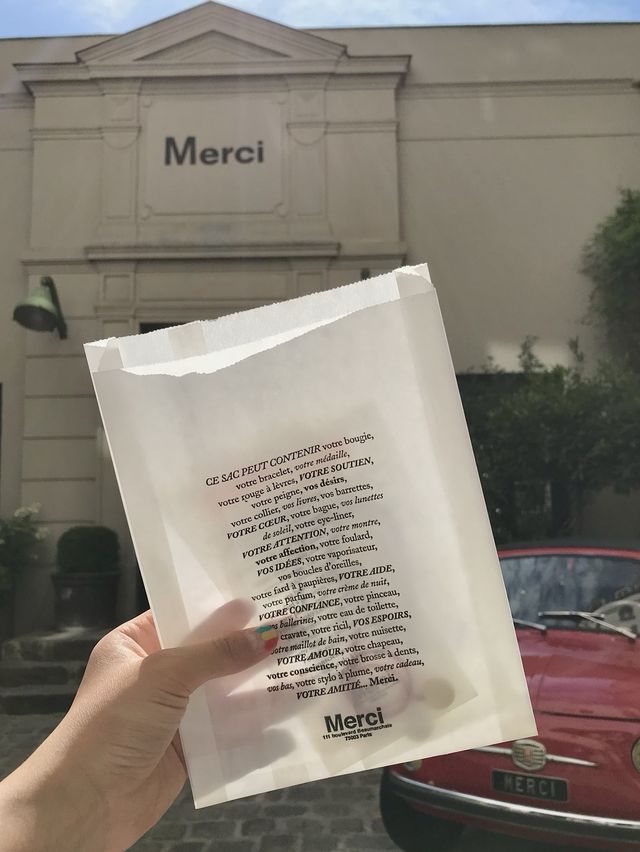 Merci
CE SAC PEUT CONTENIR votre bougie,
votre bracelet, votre médaille,
votre rouge à lèvres, VOTRE SOUTIEN,
votre peigne, vos désirs,
votre collier, vos livres, vos barrettes,
VOTRE CŒUR, votre bague, vos lunettes
de soleil, votre eye-liner,
VOTRE ATTENTION, votre montre,
votre affection, votre foulard,
VOS IDÉES, votre vaporisateur,
vos boucles d'oreilles,
votre fard à paupières, VOTRE AIDE,
votre parfum, votre crème de nuit,
VOTRE CONFIANCE, votre pinceau,
vos ballerines, votre eau de toilette,
cravate, votre ricil, VOS ESPOIRS,
votre maillot de bain, votre nuisette,
VOTRE AMOUR, votre chapeau,
votre conscience, votre brosse à dents,
vos bas, votre stylo à plume, votre cadeau,
VOTRE AMITIÉ... Merci.
Merci
111 boulevard Beaumarchais
75003 Paris
MERCI